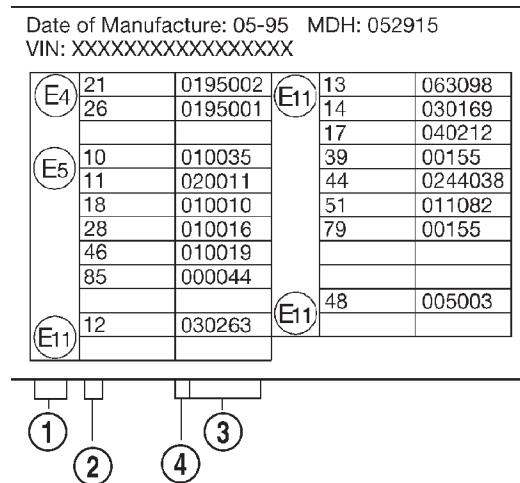 Date of Manufacture: 05-95 MDH: 052915
VIN: XXXXXXXXXXXXXXXXX
E4 21 0195002 E11 13 063098
26 0195001 14 030169
17 040212
E5 10 010035 39 00155
11 020011 44 0244038
18 010010 51 011082
28 010016 79 00155
46 010019
85 000044
E11 48 005003
E11 12 030263
1 2 4 3